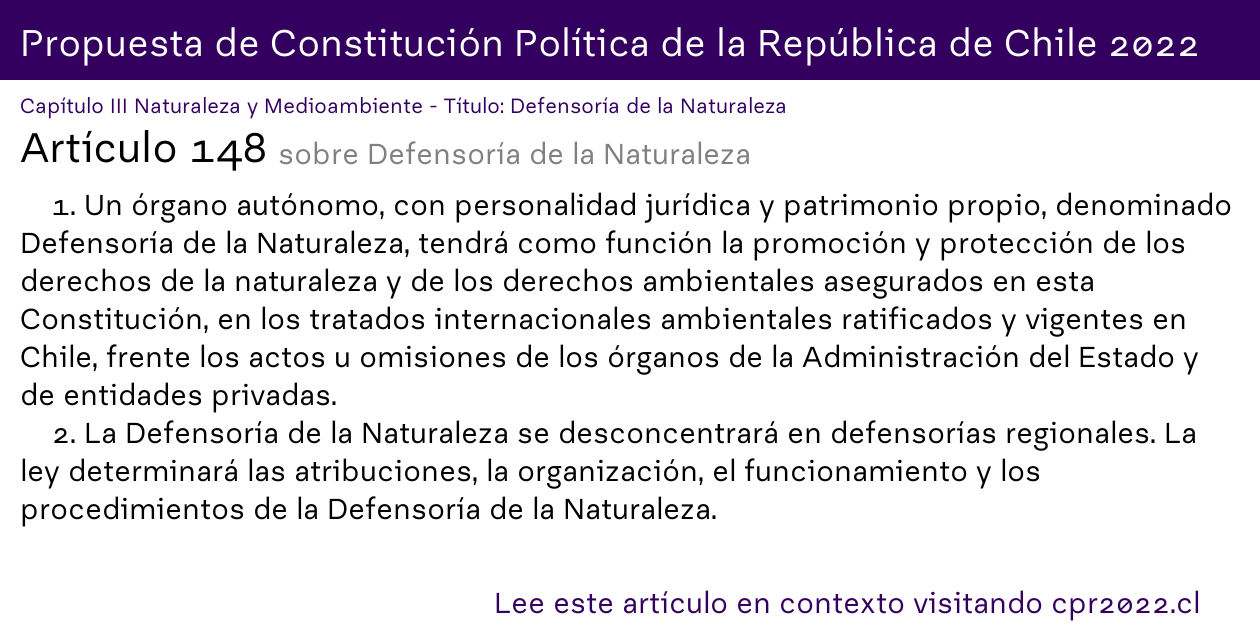 Propuesta de Constitución Política de la República de Chile 2022
Capítulo III Naturaleza y Medioambiente - Título: Defensoría de la Naturaleza
Artículo 148 sobre Defensoría de la Naturaleza
1. Un órgano autónomo, con personalidad jurídica y patrimonio propio, denominado
Defensoría de la Naturaleza, tendrá como función la promoción y protección de los
derechos de la naturaleza y de los derechos ambientales asegurados en esta
Constitución, en los tratados internacionales ambientales ratificados y vigentes en
Chile, frente los actos u omisiones de los órganos de la Administración del Estado y
de entidades privadas.
2. La Defensoría de la Naturaleza se desconcentrará en defensorías regionales. La
ley determinará las atribuciones, la organización, el funcionamiento y los
procedimientos de la Defensoría de la Naturaleza.
Lee este artículo en contexto visitando cpr2022.cl